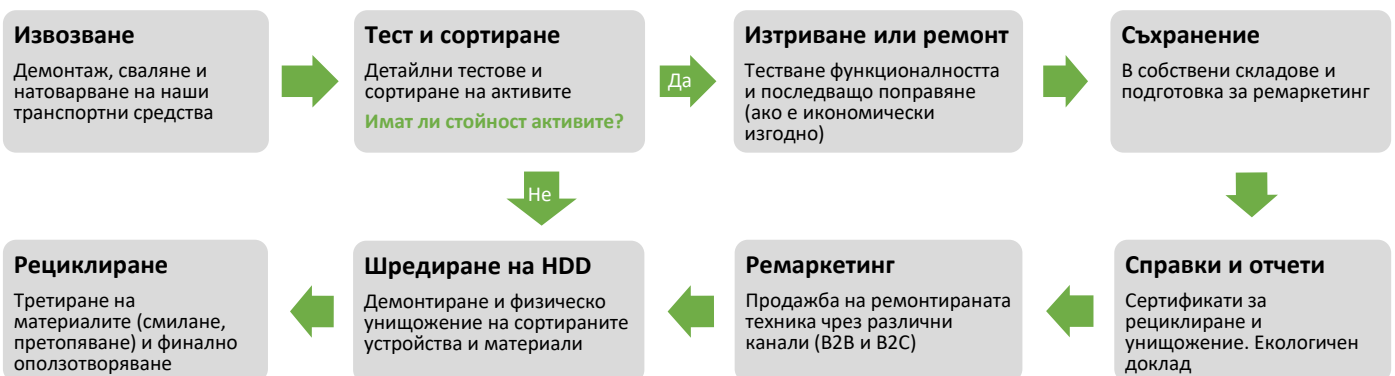 Извозване
Демонтаж, сваляне и
натоварване на наши
транспортни средства
Тест и сортиране
Детайлни тестове и
сортиране на активите
Имат ли стойност активите?
Да
Изтриване или ремонт
Тестване функционалността
и последващо поправяне
(ако е икономически
изгодно)
Съхранение
В собствени складове и
подготовка за ремаркетинг
Не
Рециклиране
Третиране на
материалите (смилане,
претопяване) и финално
оползотворяване
Шредиране на HDD
Демонтиране и физическо
унищожение на сортираните
устройства и материали
Ремаркетинг
Продажба на ремонтираната
техника чрез различни
канали (B2B и B2C)
Справки и отчети
Сертификати за
рециклиране и
унищожение. Екологичен
доклад